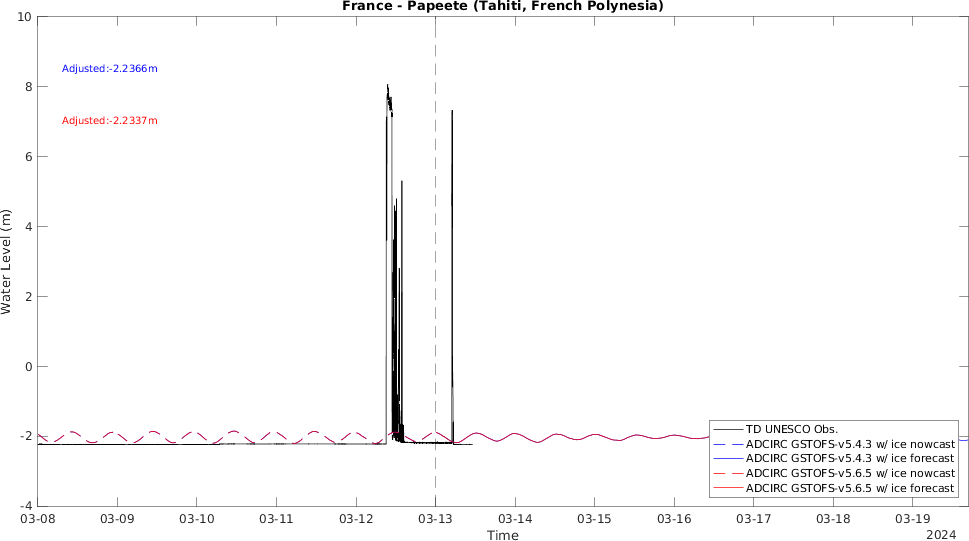 France - Papeete (Tahiti, French Polynesia)
10
8
6
4
2
0
-2
-4
Water Level (m)
Adjusted:-2.2366m
Adjusted:-2.2337m
TD UNESCO Obs.
ADCIRC GSTOFS-v5.4.3 w/ ice nowcast
ADCIRC GSTOFS-v5.4.3 w/ ice forecast
ADCIRC GSTOFS-v5.6.5 w/ ice nowcast
ADCIRC GSTOFS-v5.6.5 w/ ice forecast
03-08 03-09 03-10 03-11 03-12 03-13 03-14 03-15 03-16 03-17 03-18 03-19
Time
2024